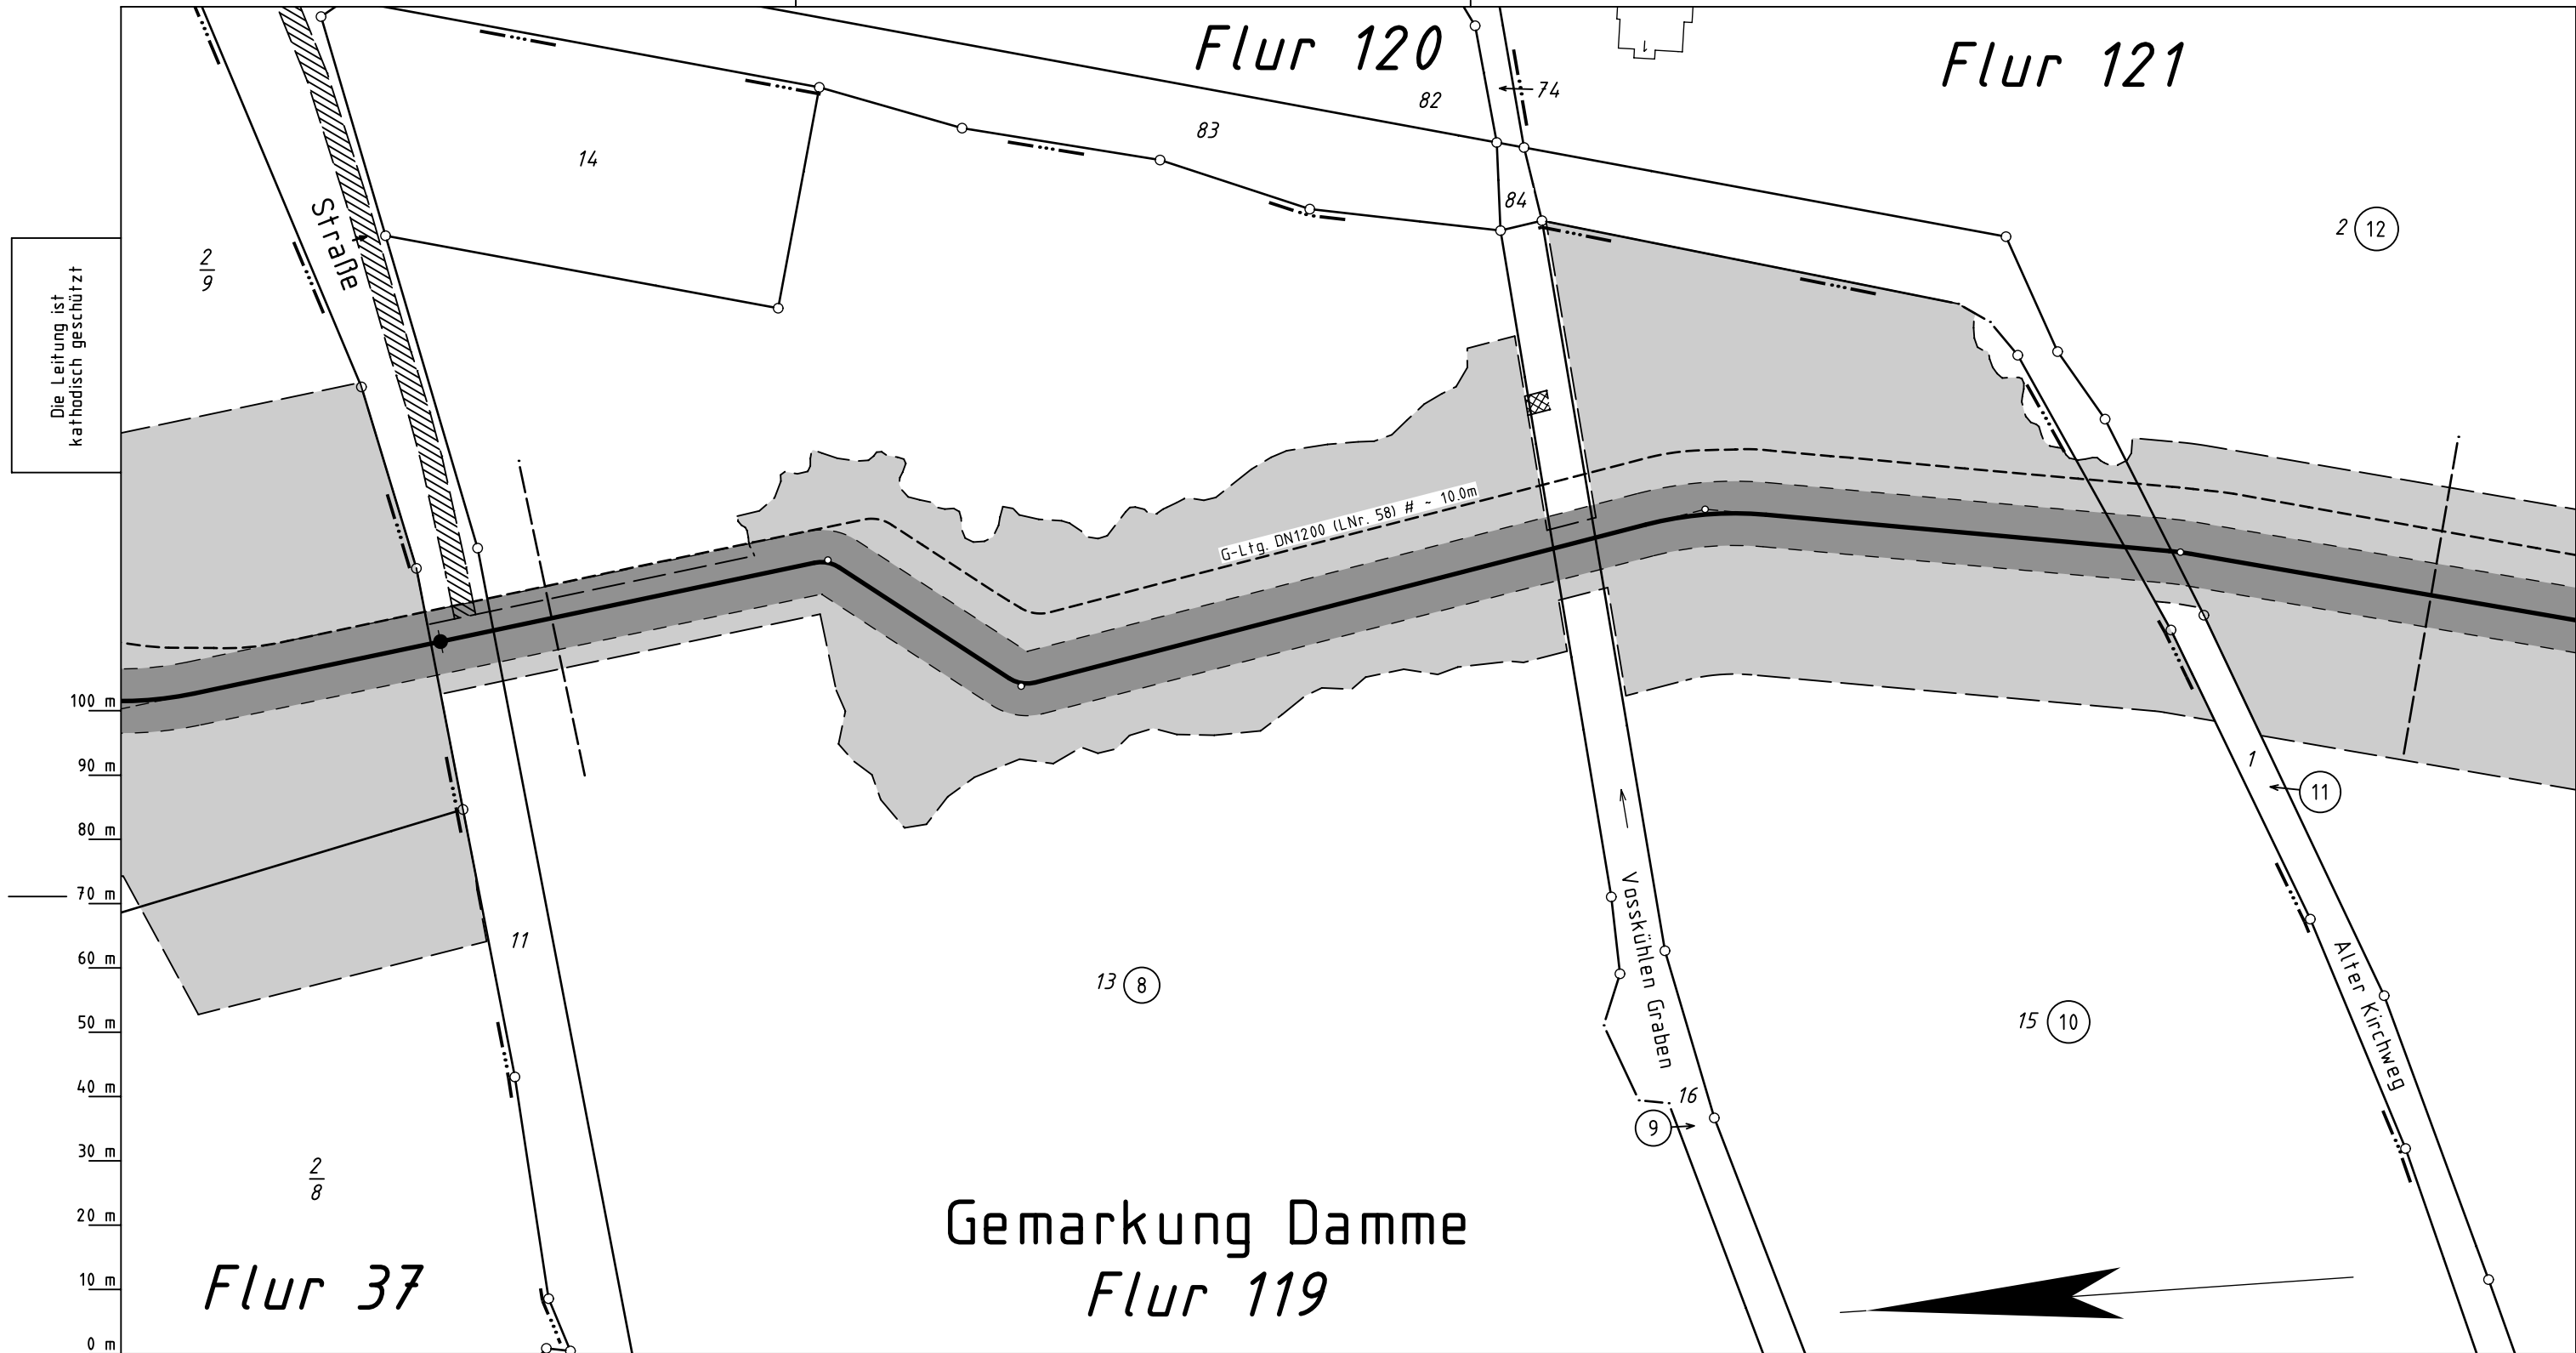 Flur 120
Flur 121
74
82
83
14
84
Straße
2 12
2
9
Die Leitung ist
kathodisch geschützt
G-Ltg. DN1200 (LNr. 58) # ~ 10.0m
100 m
90 m
80 m
70 m
60 m
50 m
40 m
30 m
20 m
10 m
0 m
1
11
11
13 8
Vosskühlen Graben
15 10
Alter Kirchweg
16
9
2
8
Gemarkung Damme
Flur 37
Flur 119